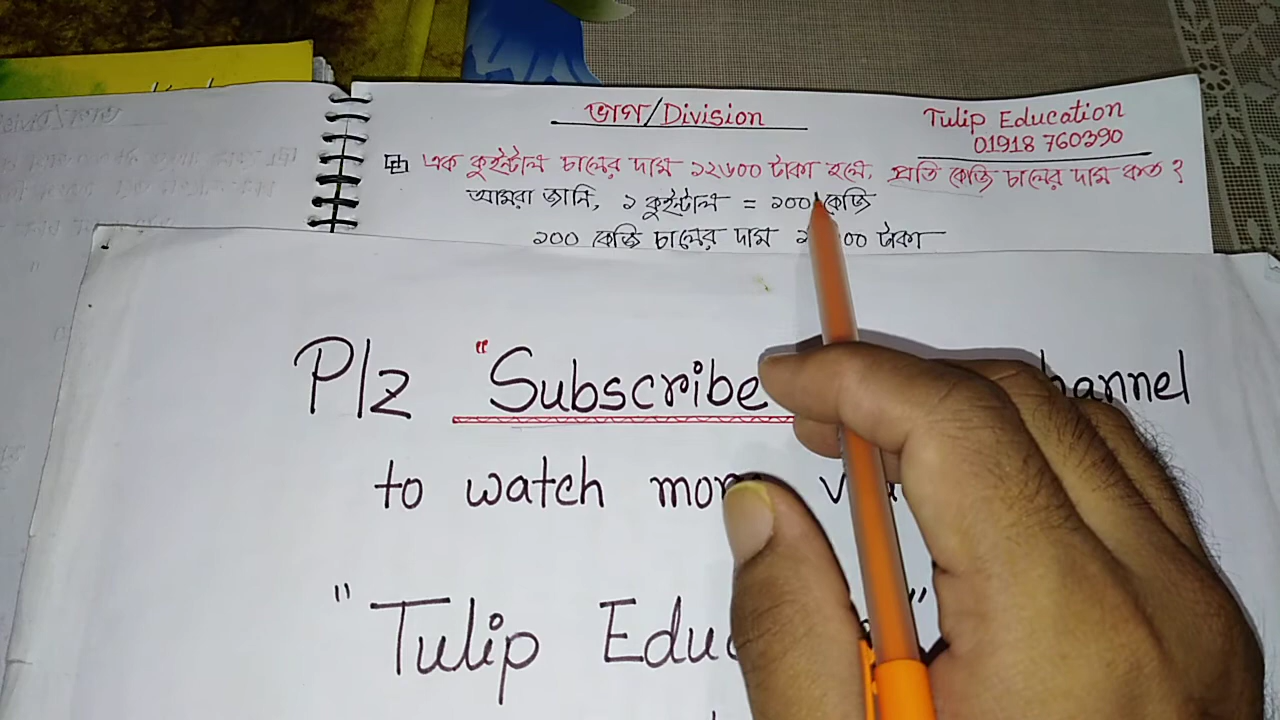 ভাগ/Division
Tulip Education
01918 760390
এক কুইন্টাল চালের দাম ১২৬০০ টাকা হলে, প্রতি কেজি চালের দাম কত?
আমরা জানি, ১ কুইন্টাল = ১০০ কেজি
১০০ কেজি চালের দাম টাকা
Plz "Subscribe
to watch
"Tulip